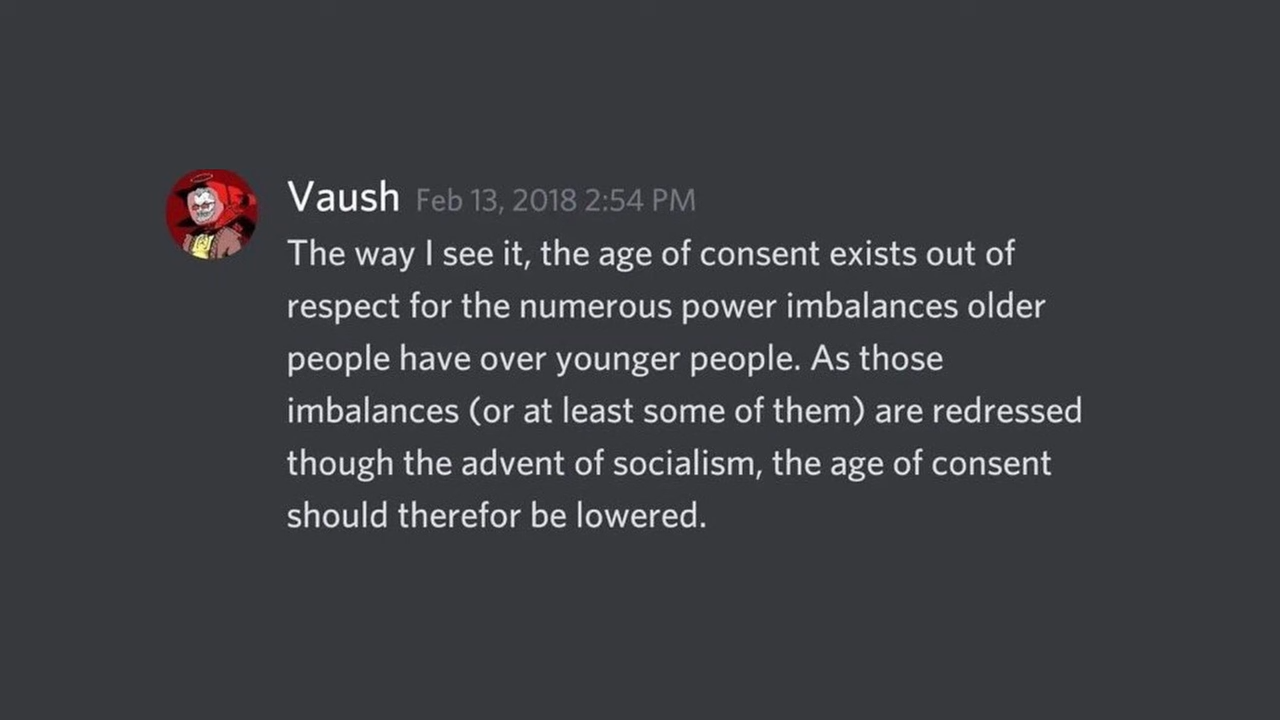 Vaush Feb 13, 2018 2:54 PM
The way I see it, the age of consent exists out of
respect for the numerous power imbalances older
people have over younger people. As those
imbalances (or at least some of them) are redressed
though the advent of socialism, the age of consent
should therefor be lowered.